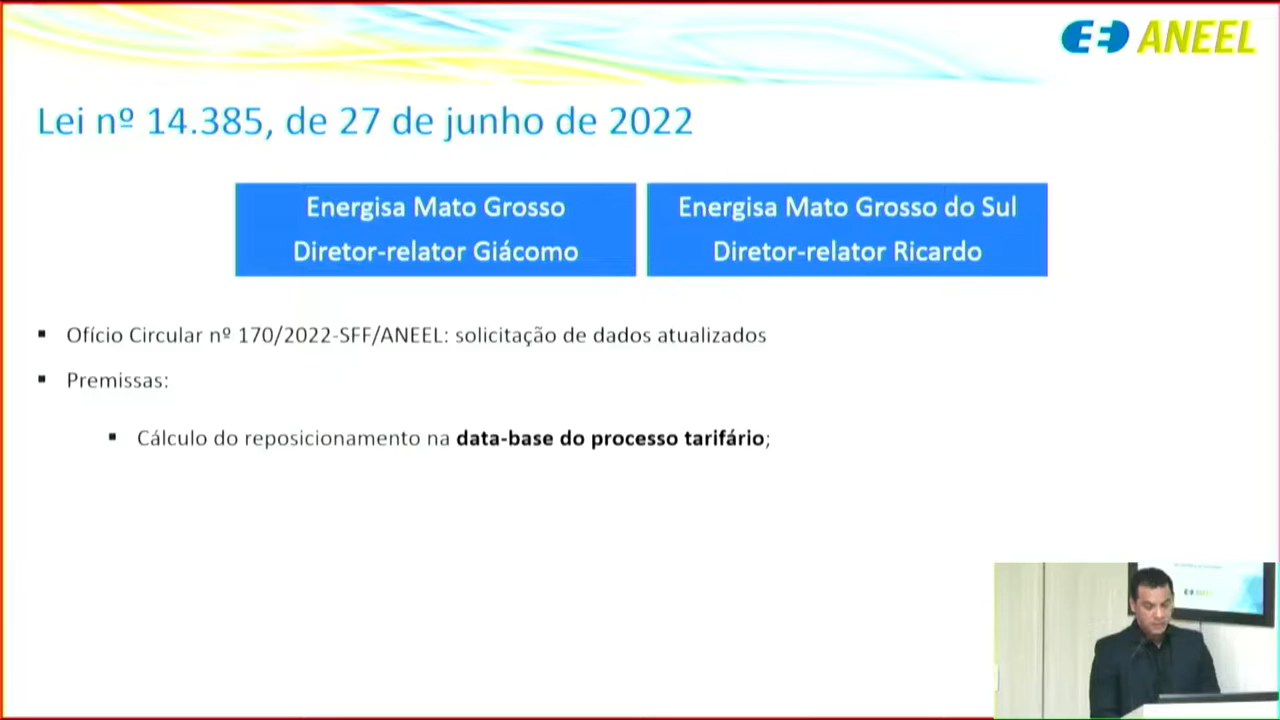 ANEEL
Lei nº 14.385, de 27 de junho de 2022
Energisa Mato Grosso
Diretor-relator Giácomo
Energisa Mato Grosso do Sul
Diretor-relator Ricardo
▪ Ofício Circular nº 170/2022-SFF/ANEEL: solicitação de dados atualizados
▪ Premissas:
▪ Cálculo do reposicionamento na data-base do processo tarifário;